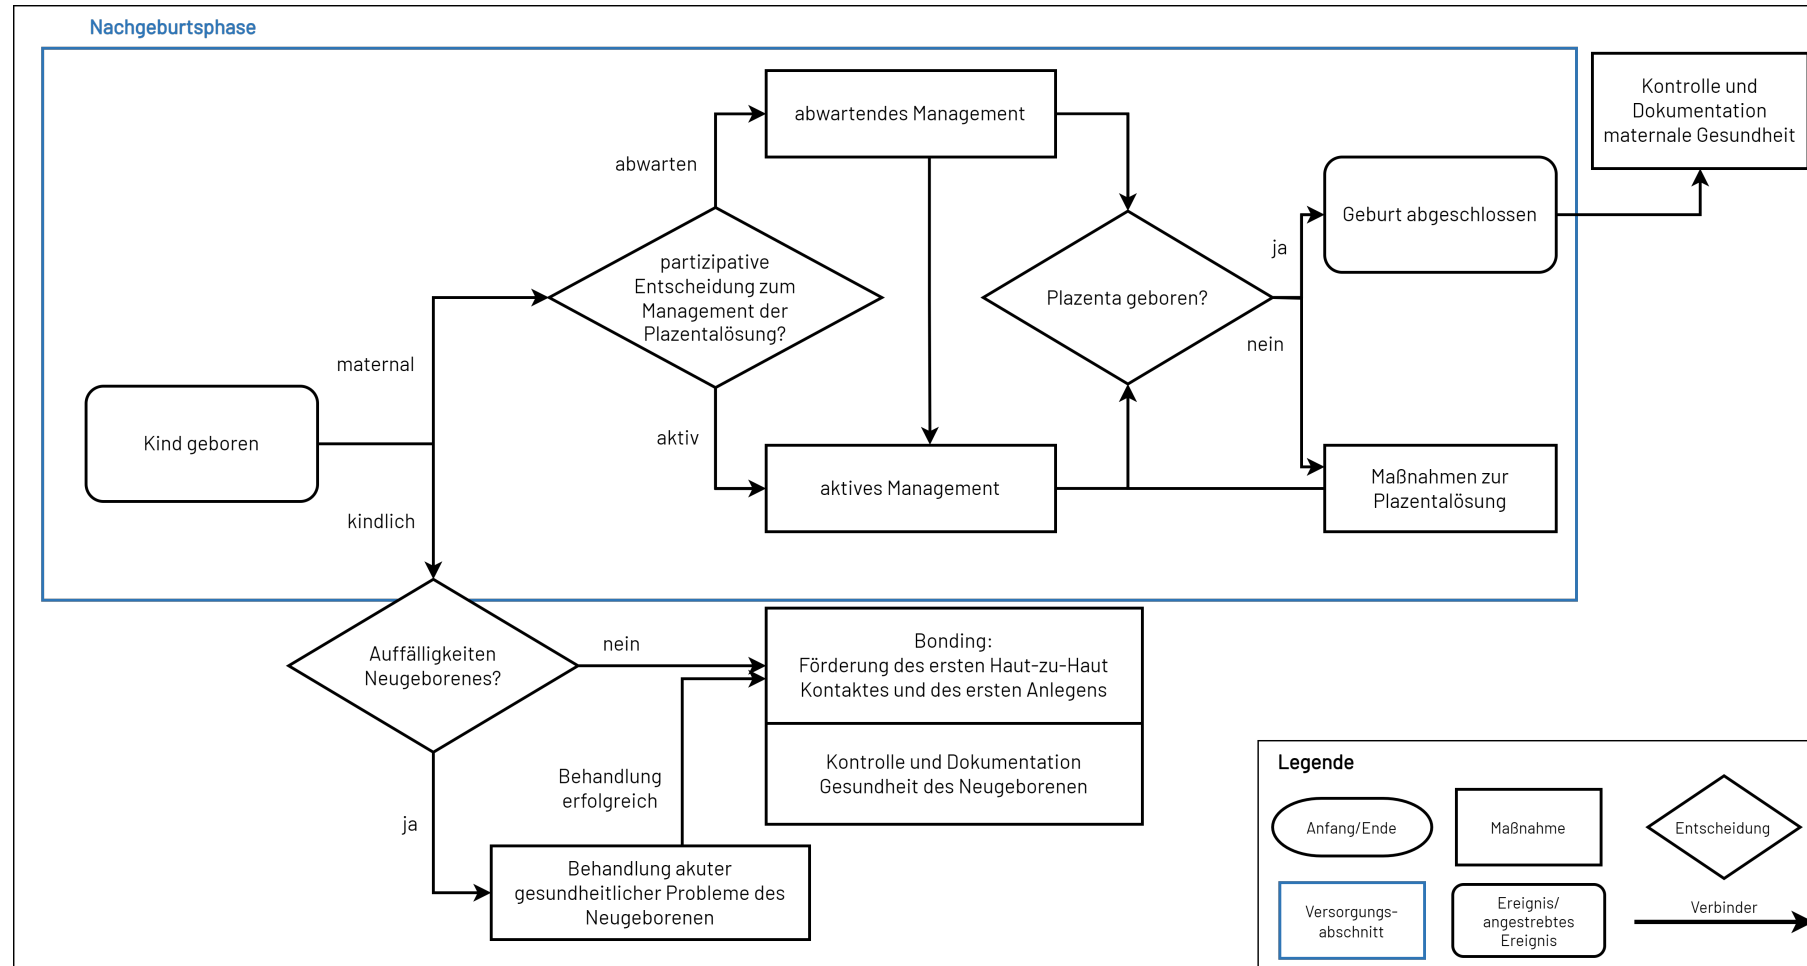 Nachgeburtsphase
Kontrolle und
Dokumentation
maternale Gesundheit
abwartendes Management
abwarten
Geburt abgeschlossen
partizipative
Entscheidung zum
Management der
Plazentalösung?
ja
Plazenta geboren?
nein
maternal
Kind geboren
aktiv
aktives Management
Maßnahmen zur
Plazentalösung
kindlich
Auffälligkeiten
Neugeborenes?
nein
Bonding:
Förderung des ersten Haut-zu-Haut
Kontaktes und des ersten Anlegens
Kontrolle und Dokumentation
Gesundheit des Neugeborenen
Behandlung
erfolgreich
ja
Behandlung akuter
gesundheitlicher Probleme des
Neugeborenen
Legende
Anfang/Ende
Maßnahme
Entscheidung
Versorgungs-
abschnitt
Ereignis/
angestrebtes
Ereignis
Verbinder